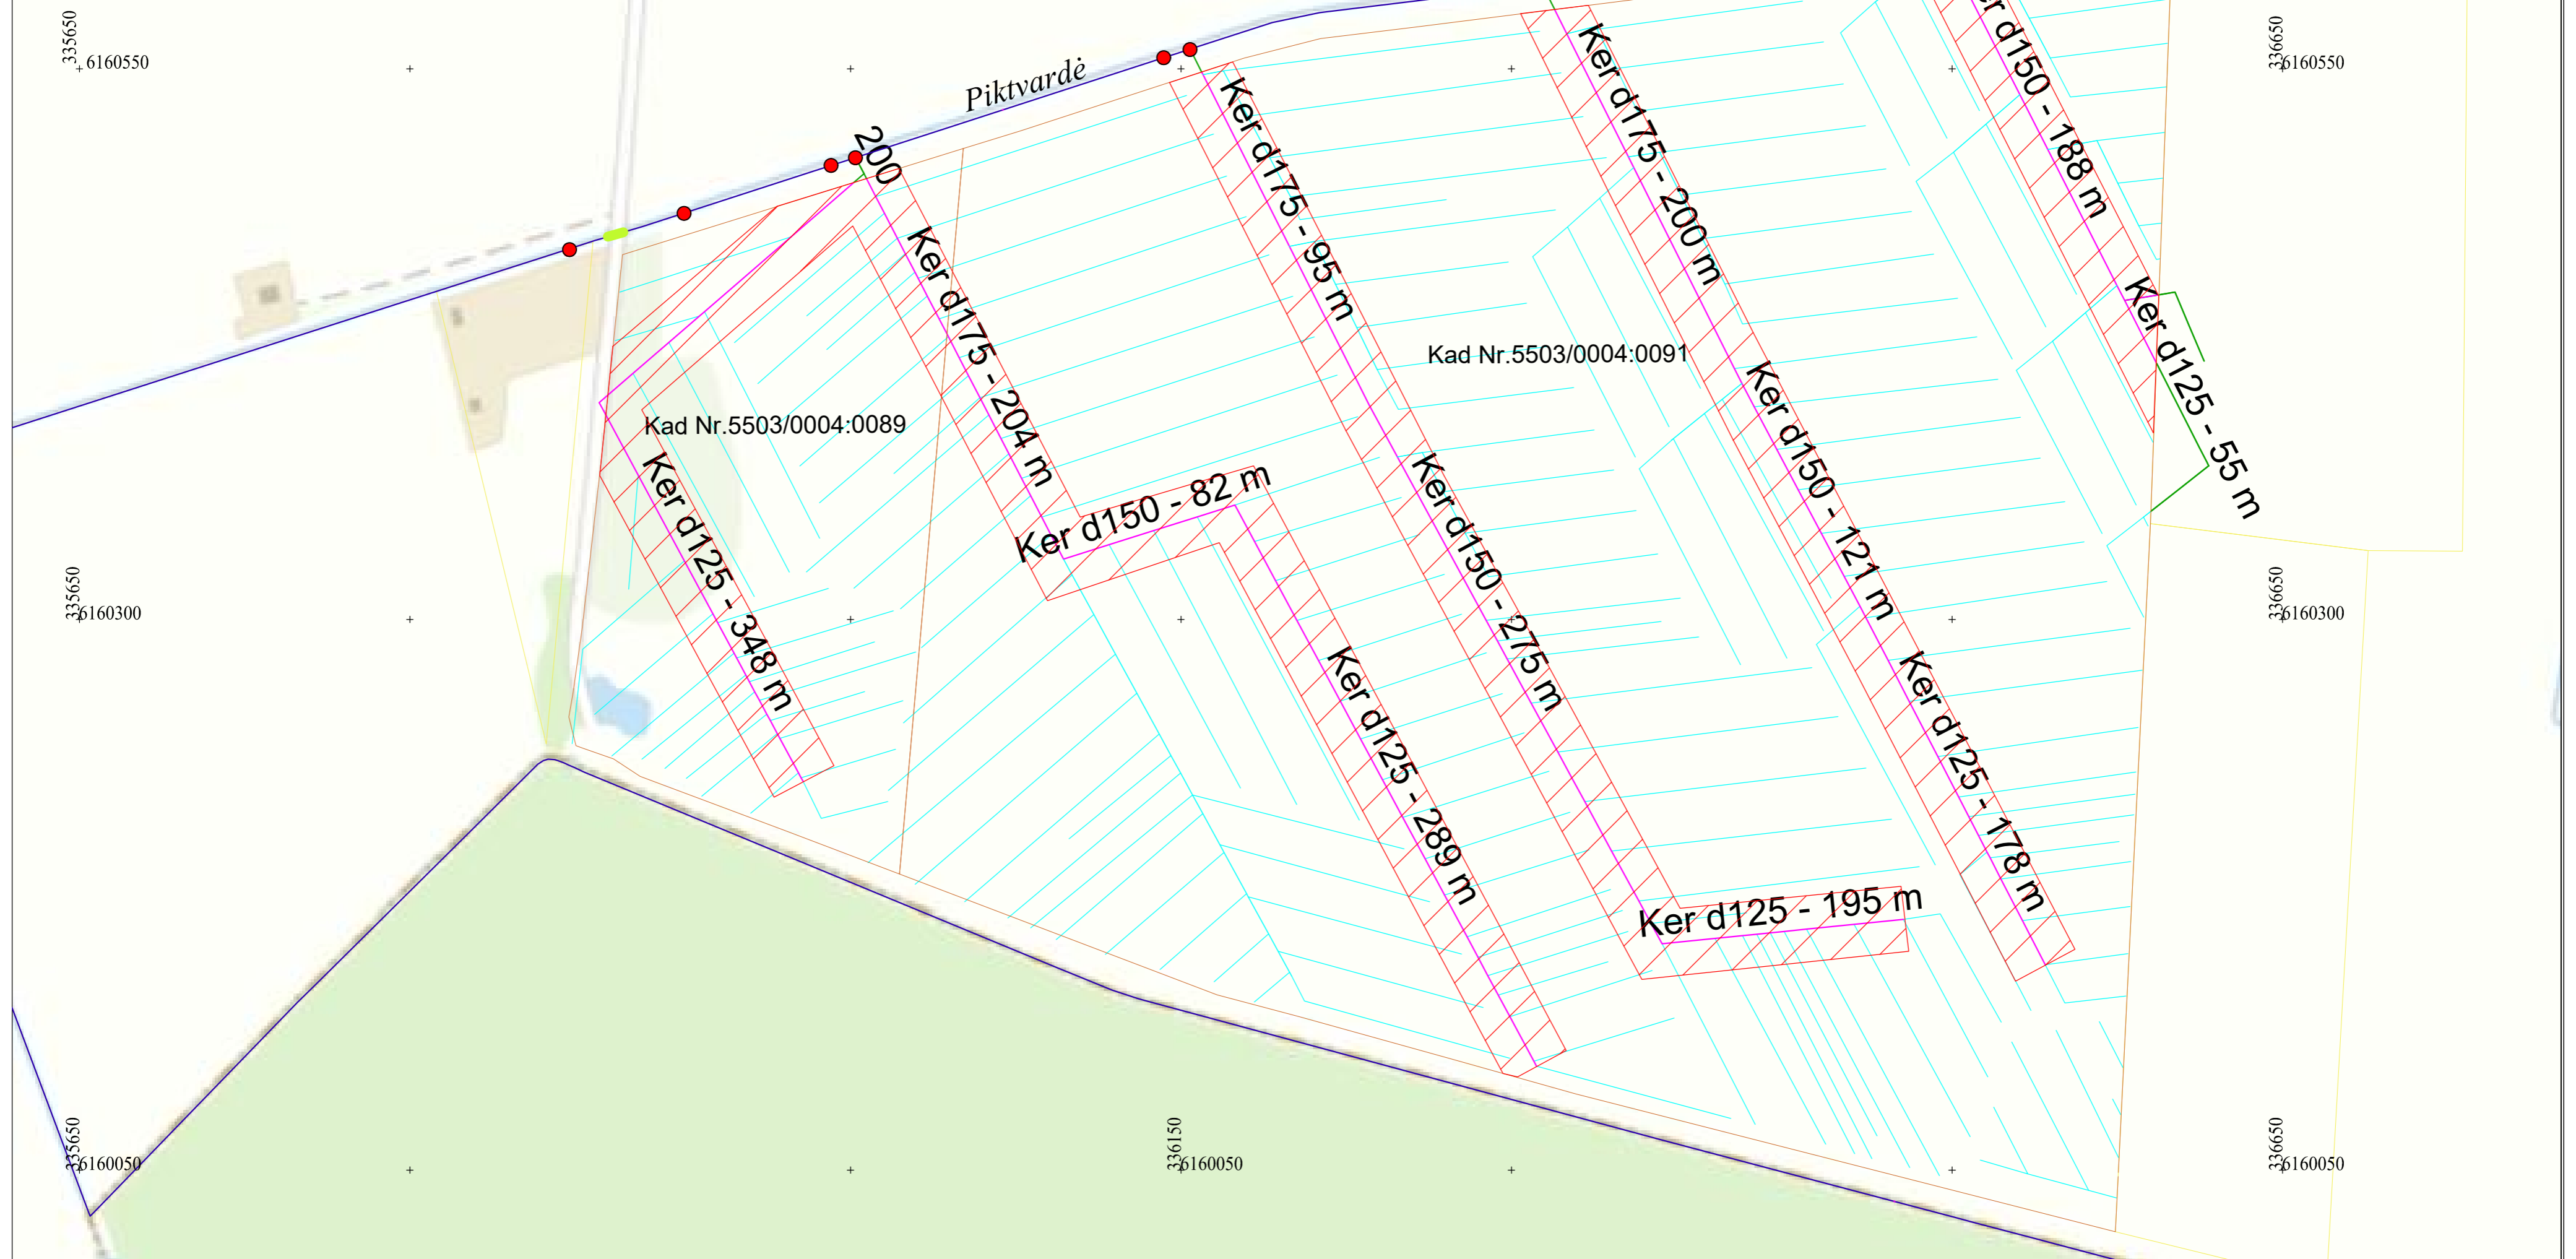 335650
6160550
Piktvardė
200
336650
6160550
Ker d175 - 95 m
Ker d175 - 200 m
Ker d150 - 188 m
Ker d175 - 204 m
Kad Nr.5503/0004:0091
Kad Nr.5503/0004:0089
Ker d125 - 55 m
Ker d150 - 82 m
Ker d125 - 348 m
Ker d150 - 275 m
Ker d150 - 121 m
335650
6160300
336650
6160300
Ker d125 - 289 m
Ker d125 - 178 m
Ker d125 - 195 m
335650
6160050
336150
6160050
336650
6160050